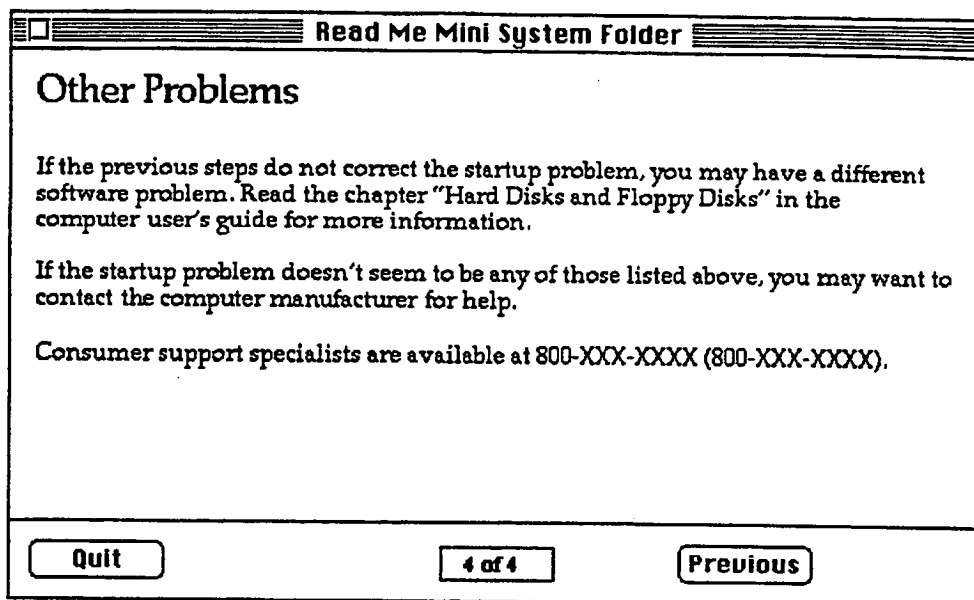 Read Me Mini System Folder
Other Problems
If the previous steps do not correct the startup problem, you may have a different
software problem. Read the chapter “Hard Disks and Floppy Disks” in the
computer user's guide for more information.
If the startup problem doesn't seem to be any of those listed above, you may want to
contact the computer manufacturer for help.
Consumer support specialists are available at 800-XXX-XXXX (800-XXX-XXXX).
Quit
4 of 4
Previous